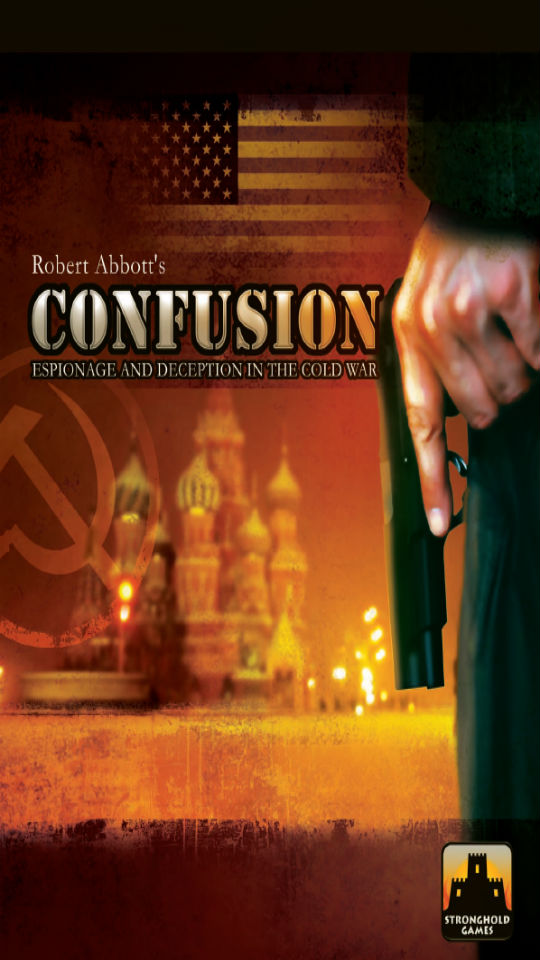 Robert Abbott's
CONFUSION
ESPIONAGE AND DECEPTION IN THE COLD WAR
STRONGHOLD
GAMES